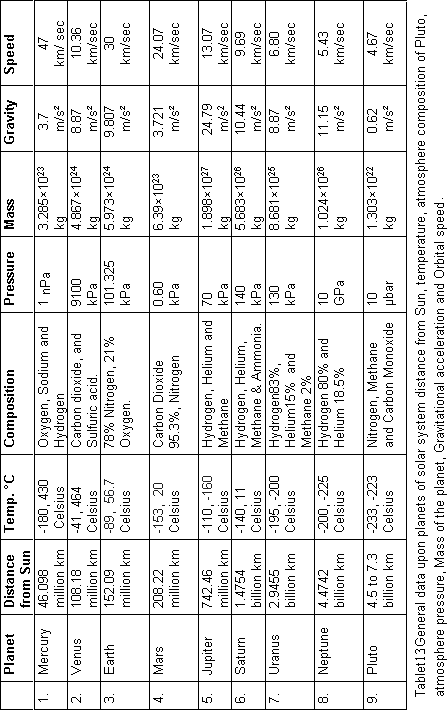 Planet Distance from Sun Temp. °C Composition Pressure Mass Gravity Speed
1. Mercury 46.098 million km -180, 430 Celsius Oxygen, Sodium and Hydrogen 1 nPa 3.285×10²³ kg 3.7 m/s² 47 km/ sec
2. Venus 108.18 million km -41, 464 Celsius Carbon dioxide, and Sulfuric acid. 9100 kPa 4.867×10²⁴ kg 8.87 m/s² 10.36 km/sec
3. Earth 152.09 million km -89, 56.7 Celsius 78% Nitrogen, 21% Oxygen. 101.325 kPa 5.973×10²⁴ kg 9.807 m/s² 30 km/sec
4. Mars 208.22 million km -153, 20 Celsius Carbon Dioxide 95.3%, Nitrogen 0.60 kPa 6.39×10²³ kg 3.721 m/s² 24.07 km/sec
5. Jupiter 742.46 million km -110, -160 Celsius Hydrogen, Helium and Methane 70 kPa 1.898×10²⁷ kg 24.79 m/s² 13.07 km/sec
6. Saturn 1.4754 billion km -140, 11 Celsius Hydrogen, Helium, Methane & Ammonia. 140 kPa 5.683×10²⁶ kg 10.44 m/s² 9.69 km/sec
7. Uranus 2.9455 billion km -195, -200 Celsius Hydrogen83%, Helium15% and Methane 2% 130 kPa 8.681×10²⁵ kg 8.87 m/s² 6.80 km/sec
8. Neptune 4.4742 billion km -200, -225 Celsius Hydrogen 80% and Helium 18.5% 10 GPa 1.024×10²⁶ kg 11.15 m/s² 5.43 km/sec
9. Pluto 4.5 to 7.3 billion km -233, -223 Celsius Nitrogen, Methane and Carbon Monoxide 10 µbar 1.303×10²² kg 0.62 m/s² 4.67 km/sec
Tablet13General data upon planets of solar system distance from Sun, temperature, atmosphere composition of Pluto,
atmosphere pressure, Mass of the planet, Gravitational acceleration and Orbital speed.